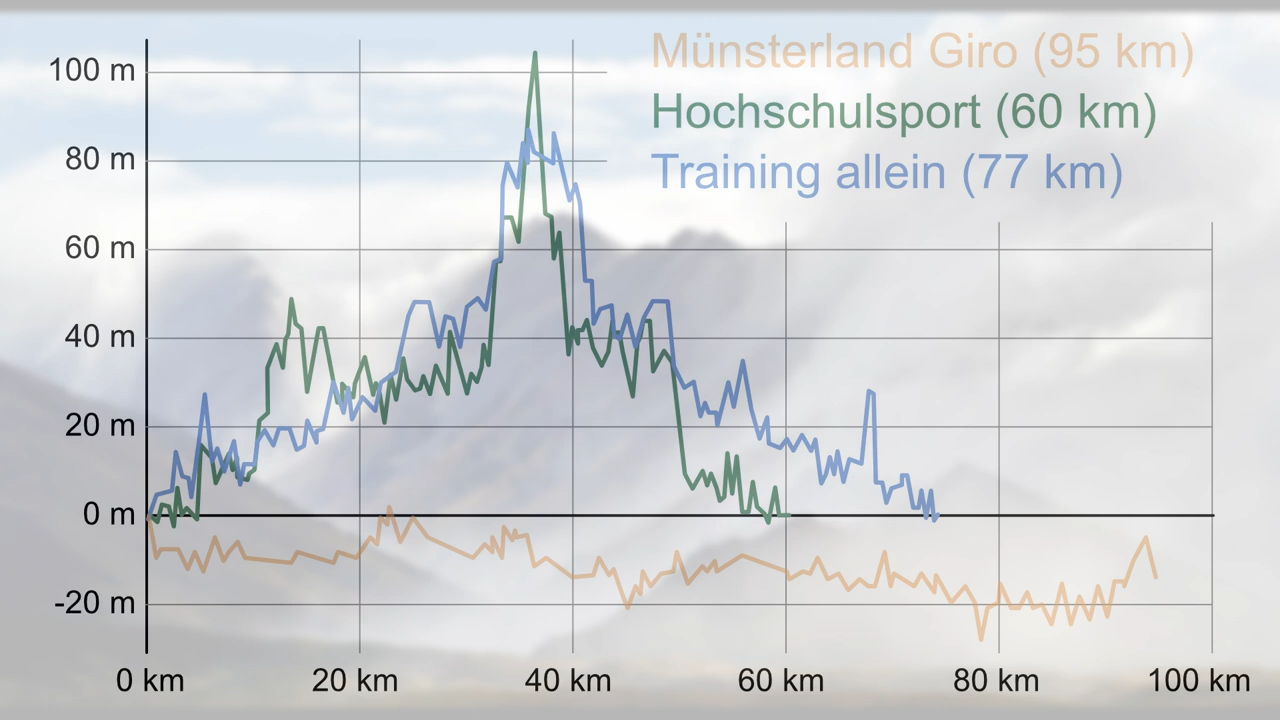 Münsterland Giro (95 km)
Hochschulsport (60 km)
Training allein (77 km)
100 m
80 m
60 m
40 m
20 m
0 m
-20 m
0 km
20 km
40 km
60 km
80 km
100 km